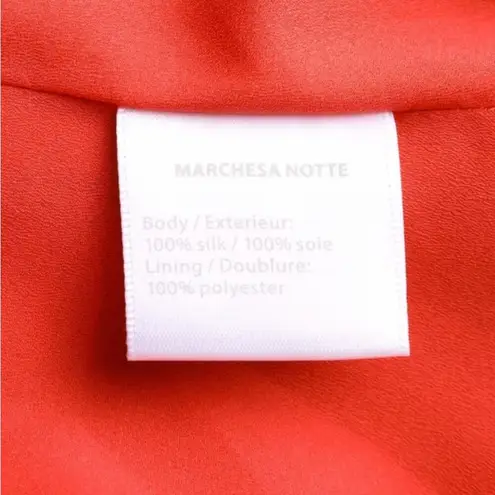 MARCHESA NOTTE
Body / Exterieur:
100% silk / 100% soie
Lining / Doublure:
100% polyester